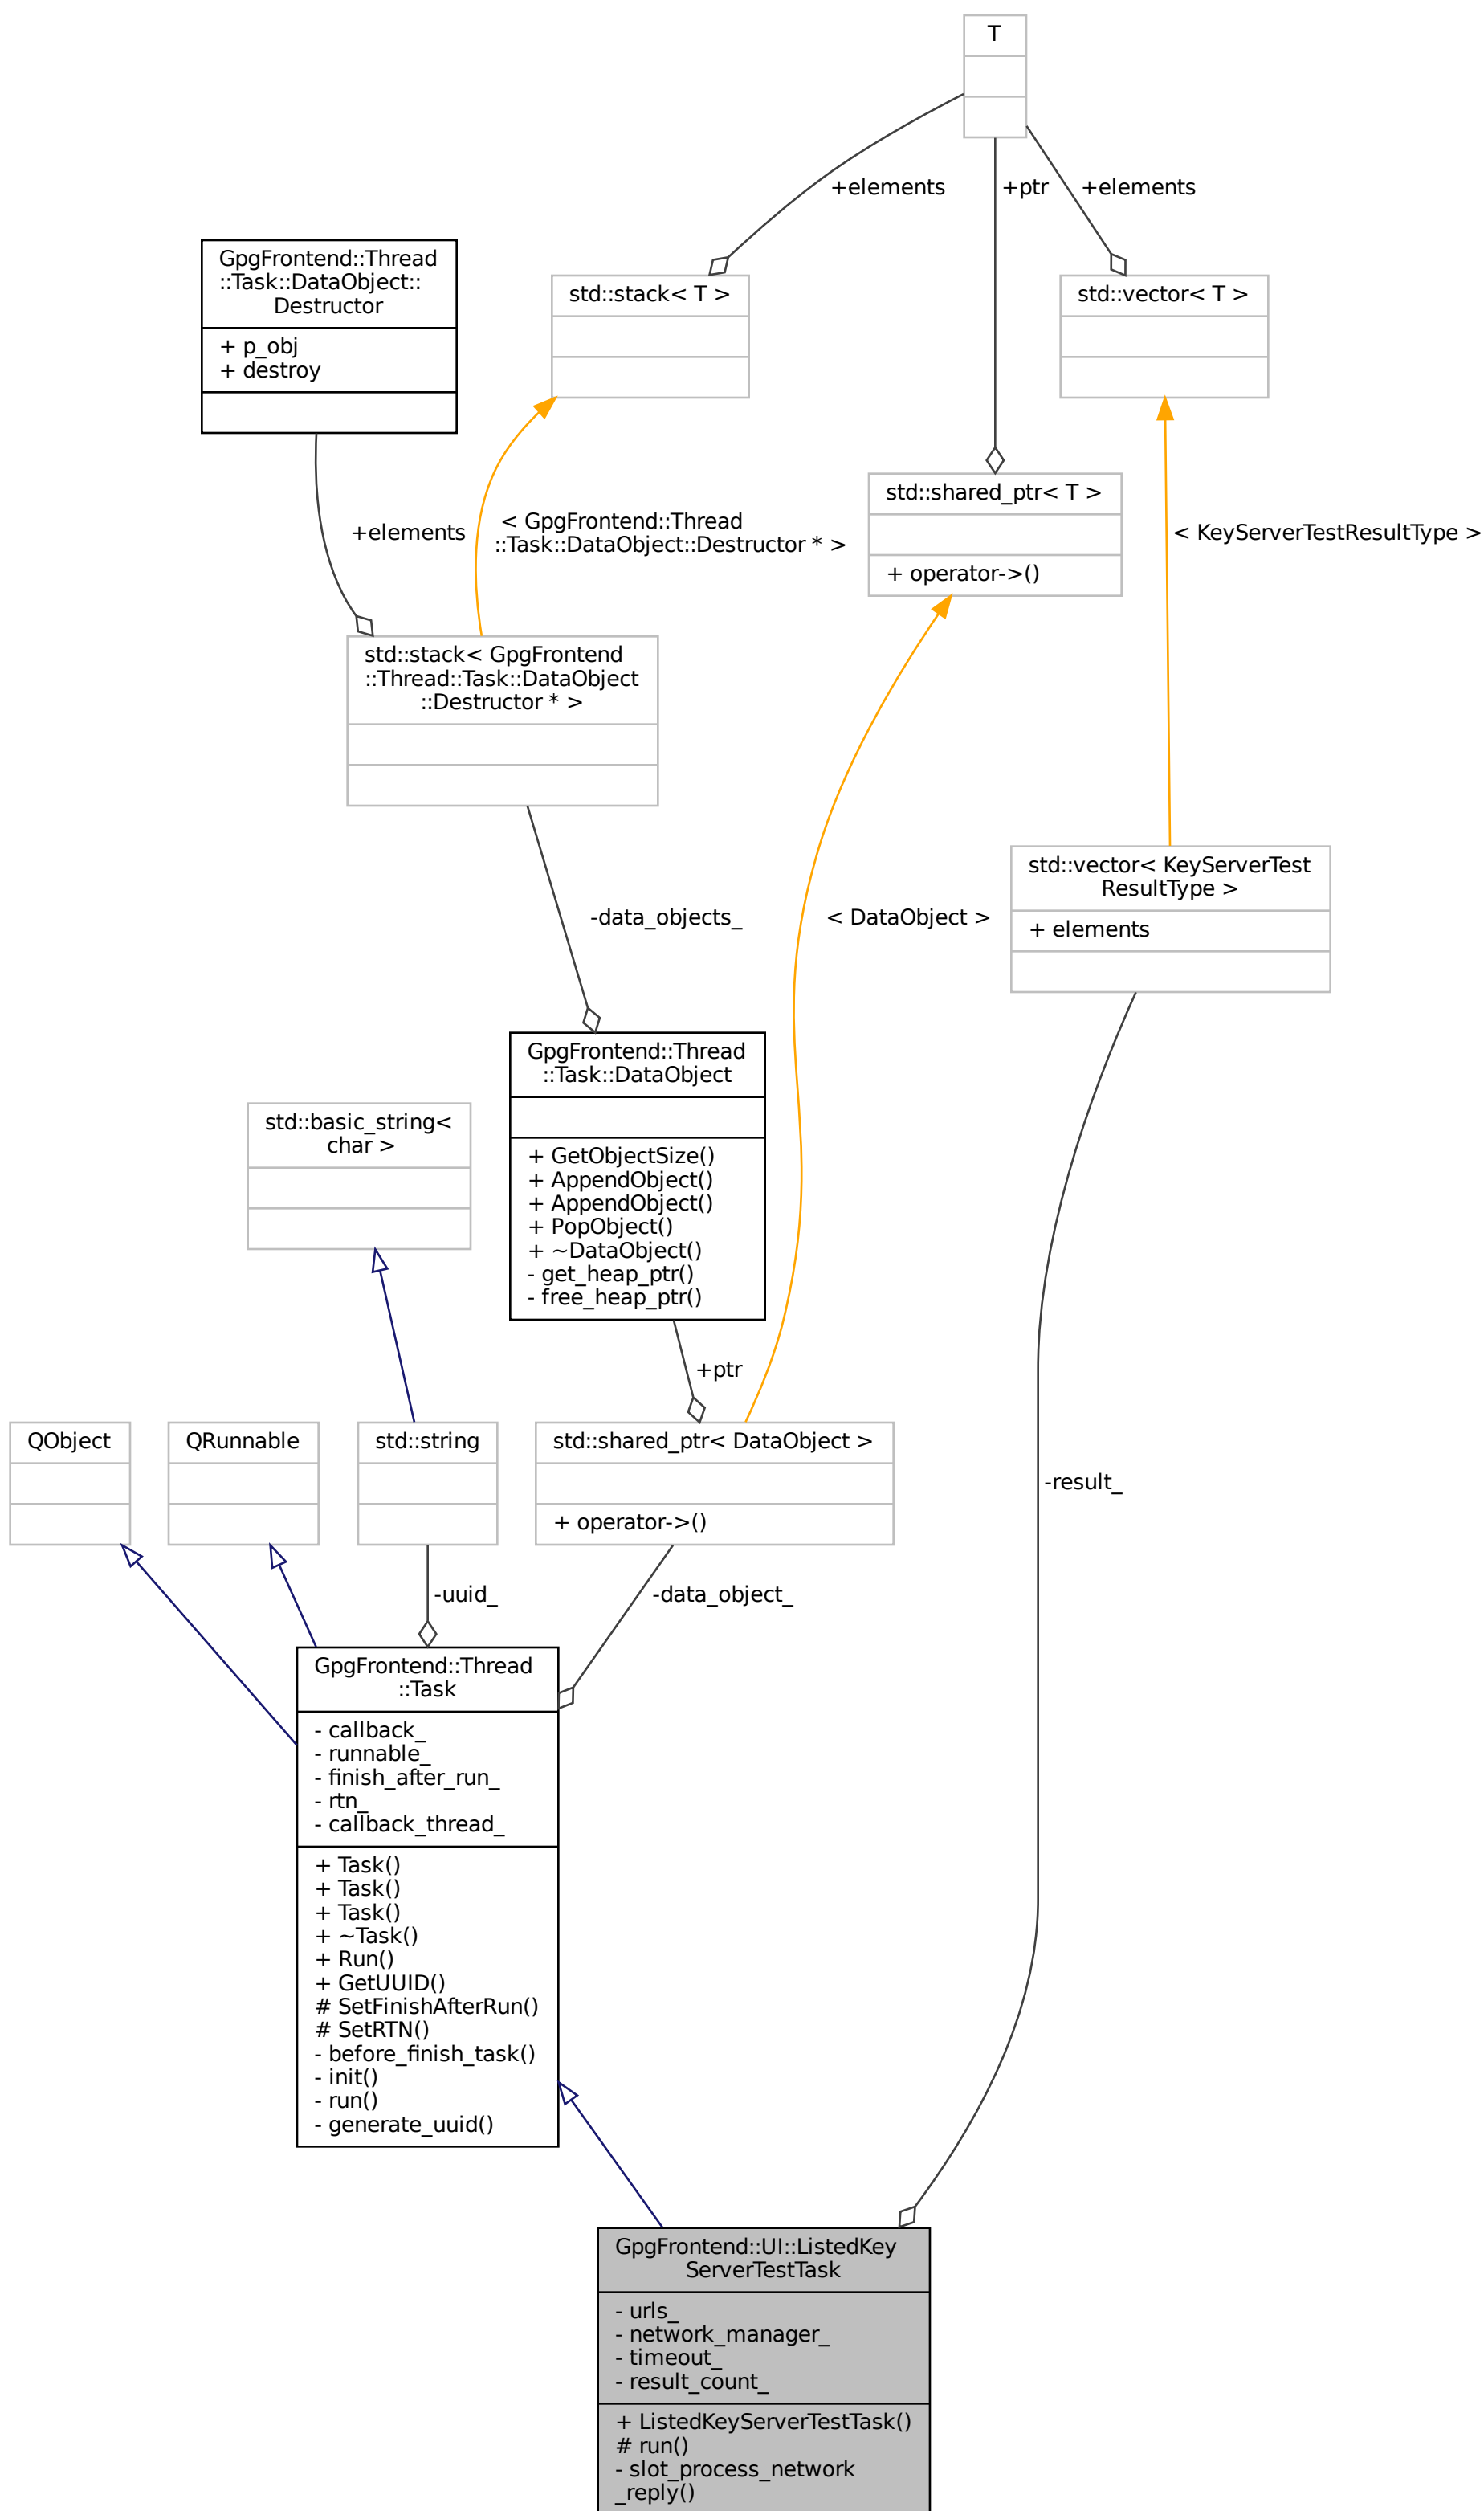 T
+elements
+ptr
+elements
GpgFrontend::Thread
::Task::DataObject::
Destructor
+ p_obj
+ destroy
std::stack< T >
std::vector< T >
std::shared_ptr< T >
+ operator->()
+elements
< GpgFrontend::Thread
::Task::DataObject::Destructor * >
< KeyServerTestResultType >
std::stack< GpgFrontend
::Thread::Task::DataObject
::Destructor * >
std::vector< KeyServerTest
ResultType >
+ elements
-data_objects_
< DataObject >
GpgFrontend::Thread
::Task::DataObject
+ GetObjectSize()
+ AppendObject()
+ AppendObject()
+ PopObject()
+ ~DataObject()
- get_heap_ptr()
- free_heap_ptr()
std::basic_string<
char >
+ptr
QObject
QRunnable
std::string
std::shared_ptr< DataObject >
+ operator->()
-result_
-uuid_
-data_object_
GpgFrontend::Thread
::Task
- callback_
- runnable_
- finish_after_run_
- rtn_
- callback_thread_
+ Task()
+ Task()
+ Task()
+ ~Task()
+ Run()
+ GetUUID()
# SetFinishAfterRun()
# SetRTN()
- before_finish_task()
- init()
- run()
- generate_uuid()
GpgFrontend::UI::ListedKey
ServerTestTask
- urls_
- network_manager_
- timeout_
- result_count_
+ ListedKeyServerTestTask()
# run()
- slot_process_network
_reply()